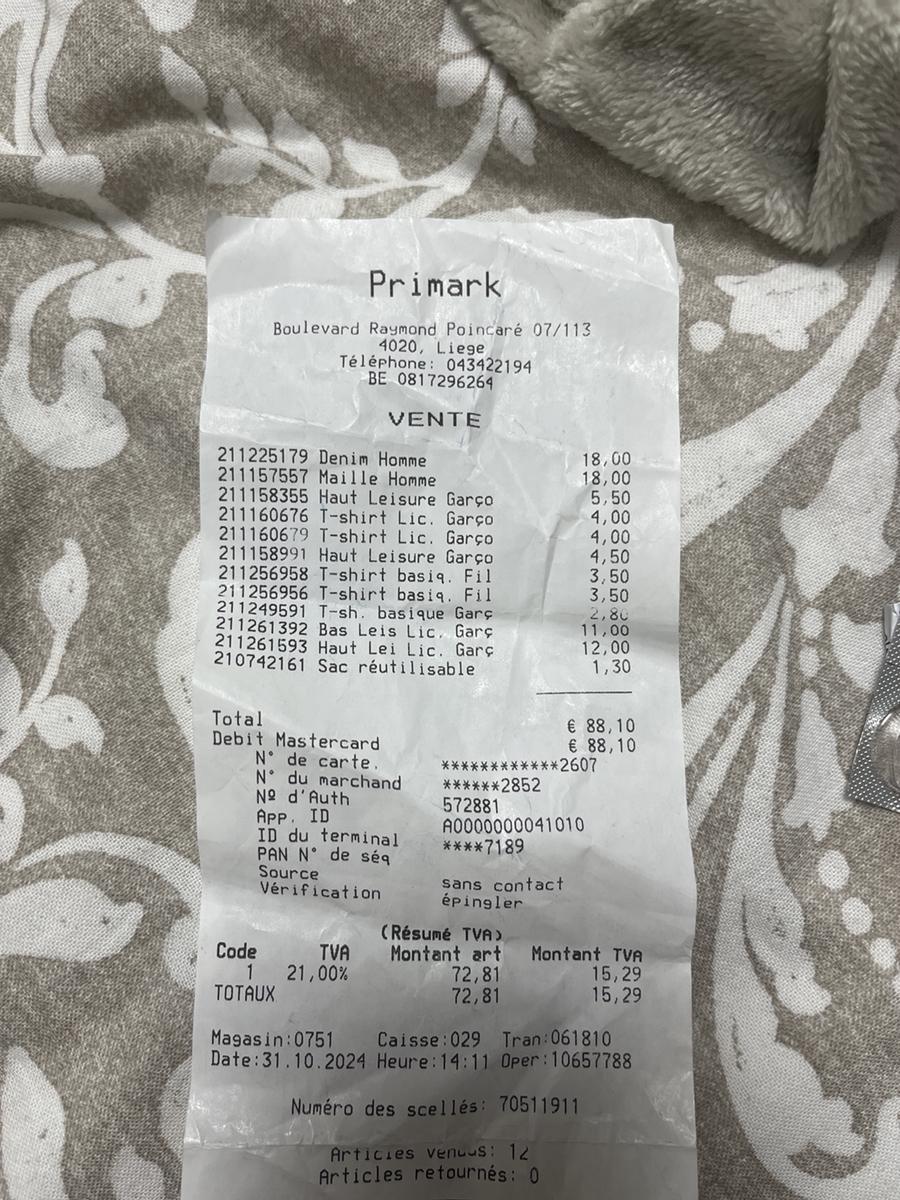 Primark
Boulevard Raymond Poincaré 07/113
4020, Liege
Téléphone: 043422194
BE 0817296264
VENTE
211225179 Denim Homme 18,00
211157557 Maille Homme 18,00
211158355 Haut Leisure Garço 5,50
211160676 T-shirt Lic. Garço 4,00
211160679 T-shirt Lic. Garço 4,00
211158991 Haut Leisure Garço 4,50
211256958 T-shirt basiq. Fil 3,50
211256956 T-shirt basiq. Fil 3,50
211249591 T-sh. basique Garç 2,80
211261392 Bas Leis Lic. Garç 11,00
211261593 Haut Lei Lic. Garç 12,00
210742161 Sac réutilisable 1,30
Total € 88,10
Debit Mastercard € 88,10
N° de carte. ************2607
N° du marchand ******2852
Nº d'Auth 572881
App. ID A0000000041010
ID du terminal ****7189
PAN N° de séq
Source sans contact
Vérification épingler
(Résumé TVA)
Code TVA Montant art Montant TVA
1 21,00% 72,81 15,29
TOTAUX 72,81 15,29
Magasin:0751 Caisse:029 Tran:061810
Date:31.10.2024 Heure:14:11 Oper:10657788
Numéro des scellés: 70511911
Articles vendus: 12
Articles retournés: 0